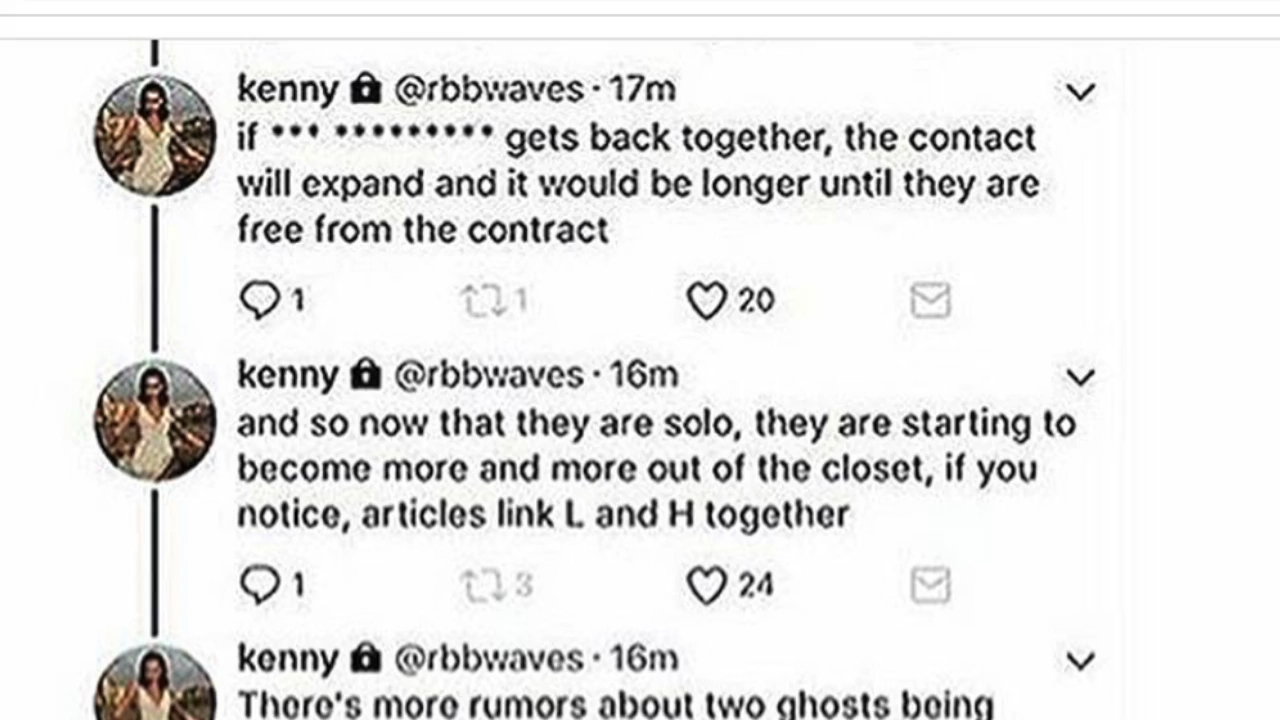 kenny @rbbwaves · 17m
if *** ********* gets back together, the contact
will expand and it would be longer until they are
free from the contract
1 1 20
kenny @rbbwaves · 16m
and so now that they are solo, they are starting to
become more and more out of the closet, if you
notice, articles link L and H together
1 3 24
kenny @rbbwaves · 16m
There's more rumors about two ghosts being